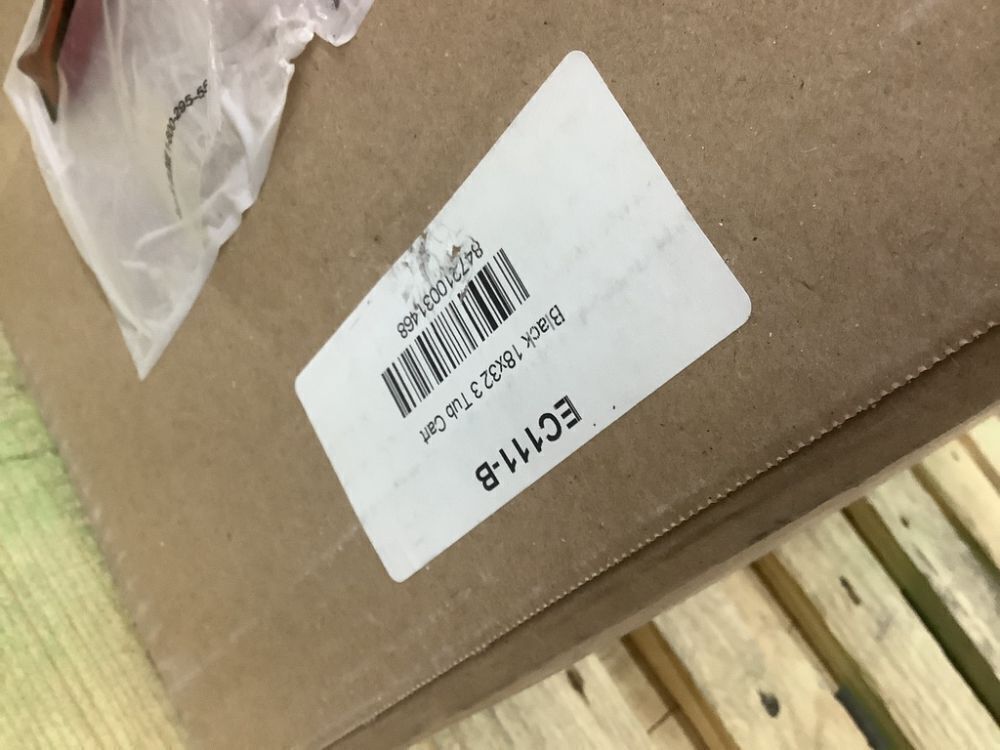 EC111-B
Black 18x32 3 Tub Cart
847210031468